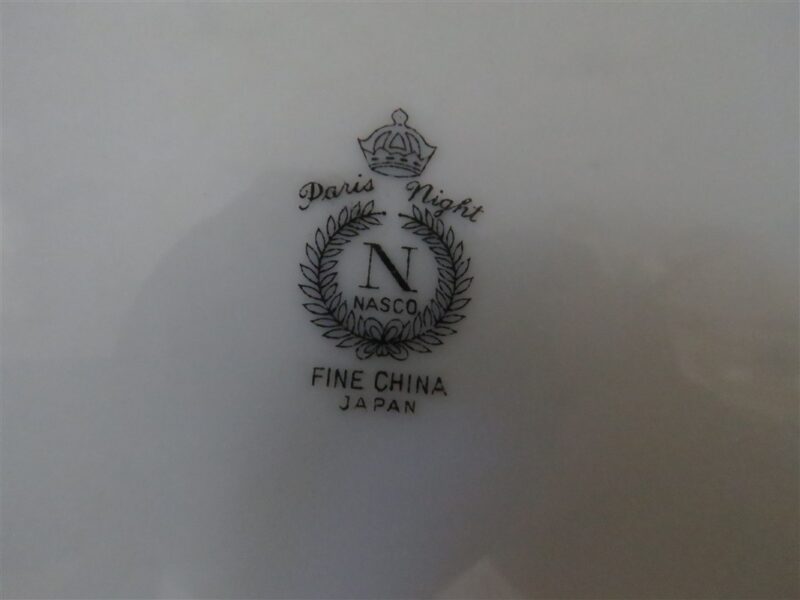 Paris Night
N
NASCO
FINE CHINA
JAPAN